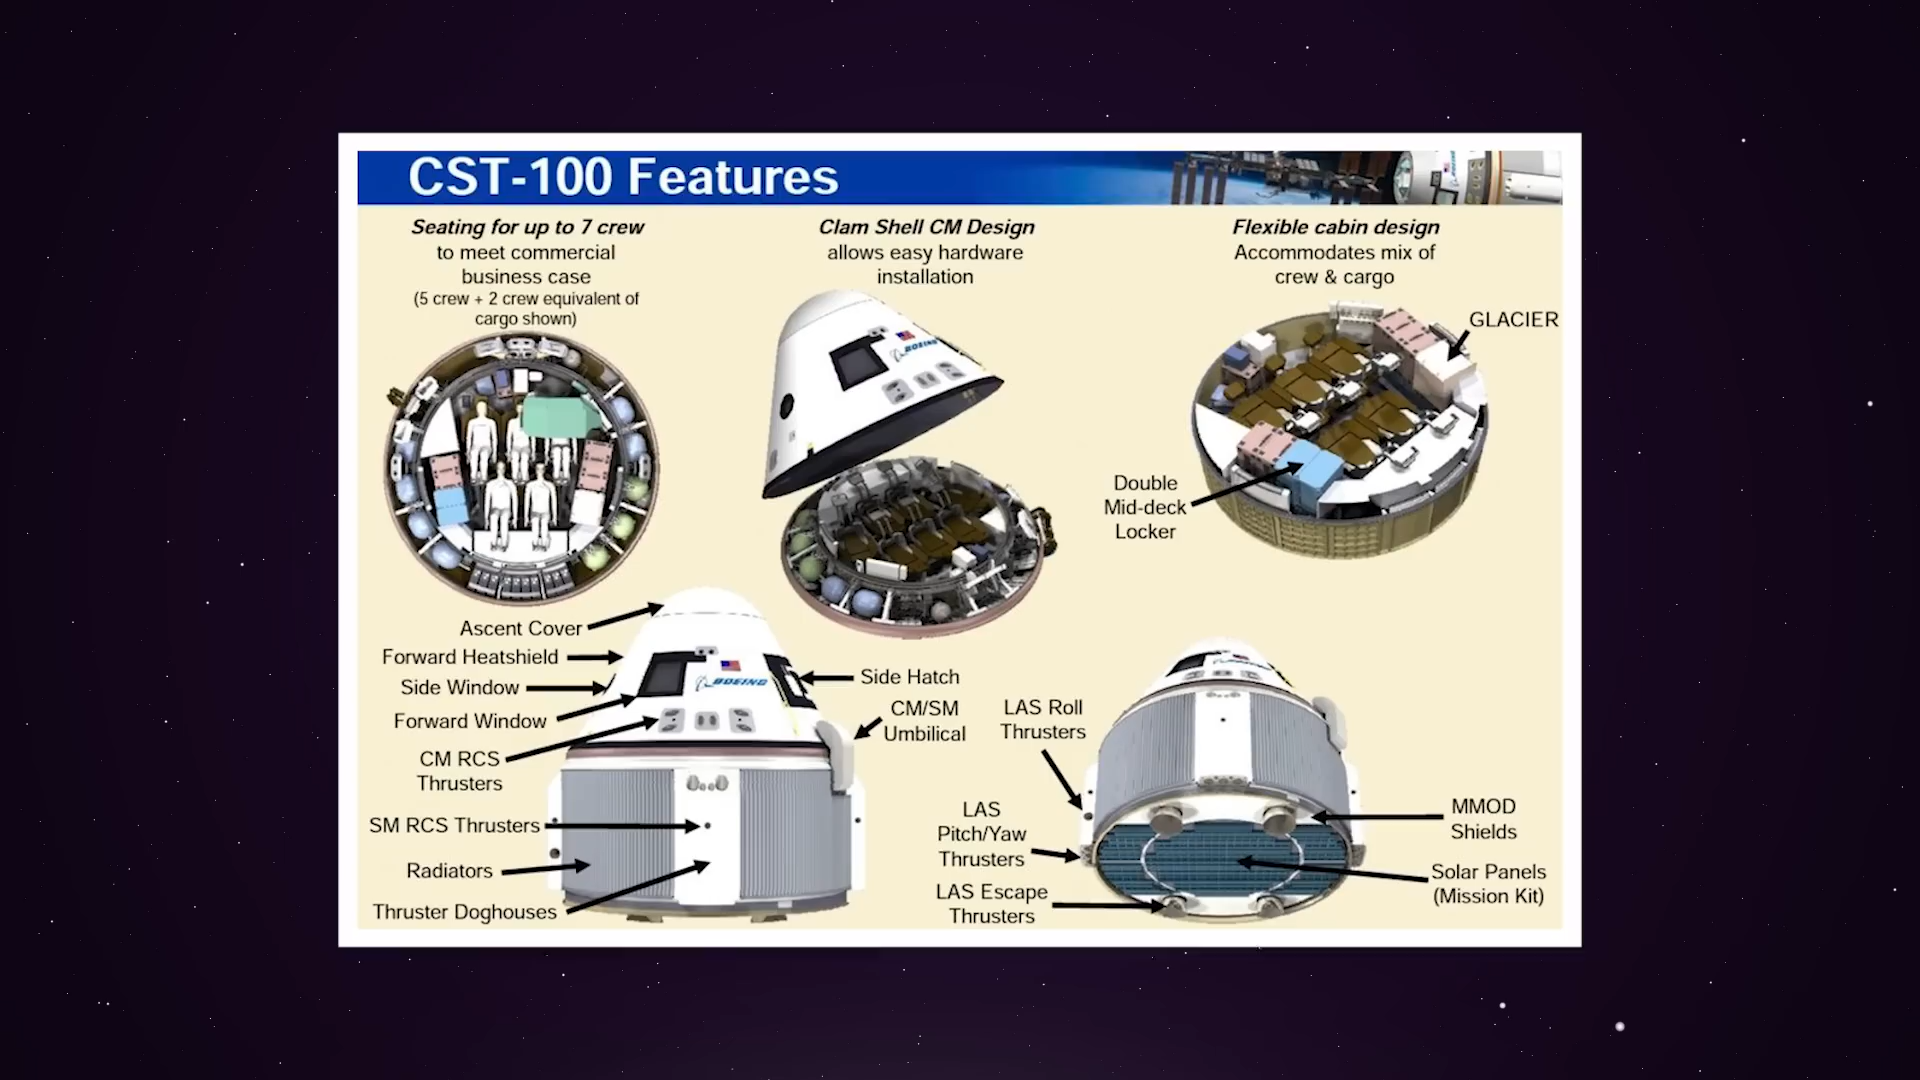 CST-100 Features
Seating for up to 7 crew
to meet commercial
business case
(5 crew + 2 crew equivalent of
cargo shown)
Clam Shell CM Design
allows easy hardware
installation
Flexible cabin design
Accommodates mix of
crew & cargo
GLACIER
BOEING
Double
Mid-deck
Locker
Ascent Cover
Forward Heatshield
Side Window
Forward Window
CM RCS
Thrusters
SM RCS Thrusters
Radiators
Thruster Doghouses
BOEING
Side Hatch
CM/SM
Umbilical
LAS Roll
Thrusters
LAS
Pitch/Yaw
Thrusters
LAS Escape
Thrusters
MMOD
Shields
Solar Panels
(Mission Kit)